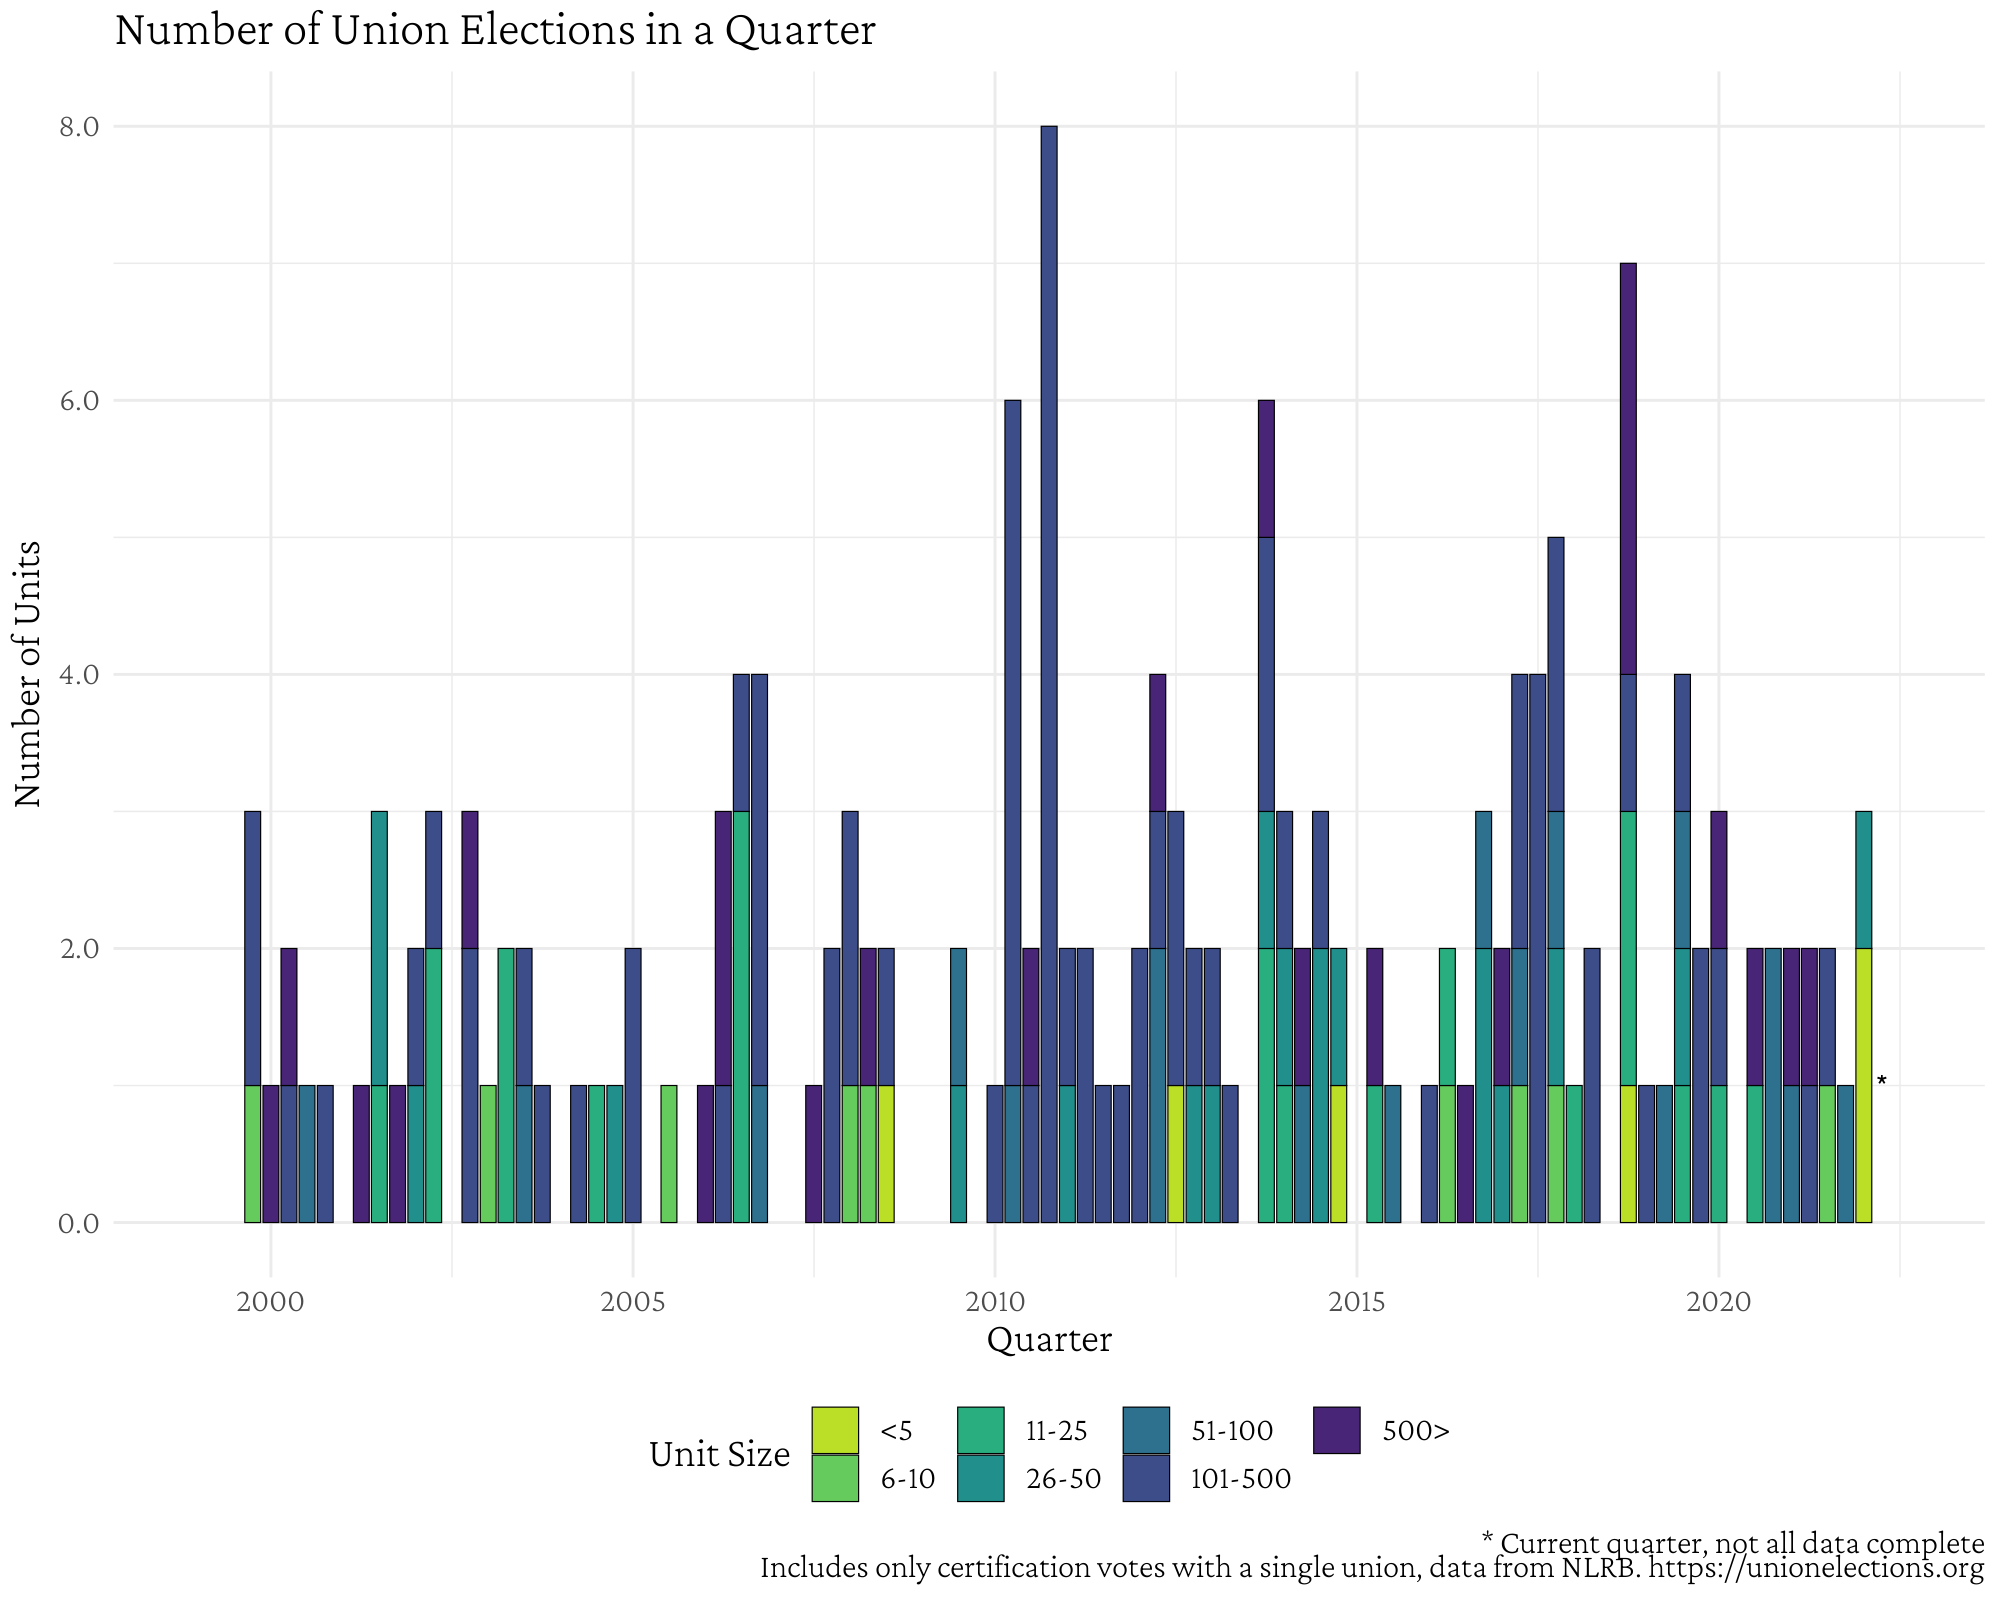 Number of Union Elections in a Quarter
Number of Units
8.0
6.0
4.0
2.0
0.0
*
2000 2005 2010 2015 2020
Quarter
Unit Size
<5 11-25 51-100 500>
6-10 26-50 101-500
* Current quarter, not all data complete
Includes only certification votes with a single union, data from NLRB. https://unionelections.org